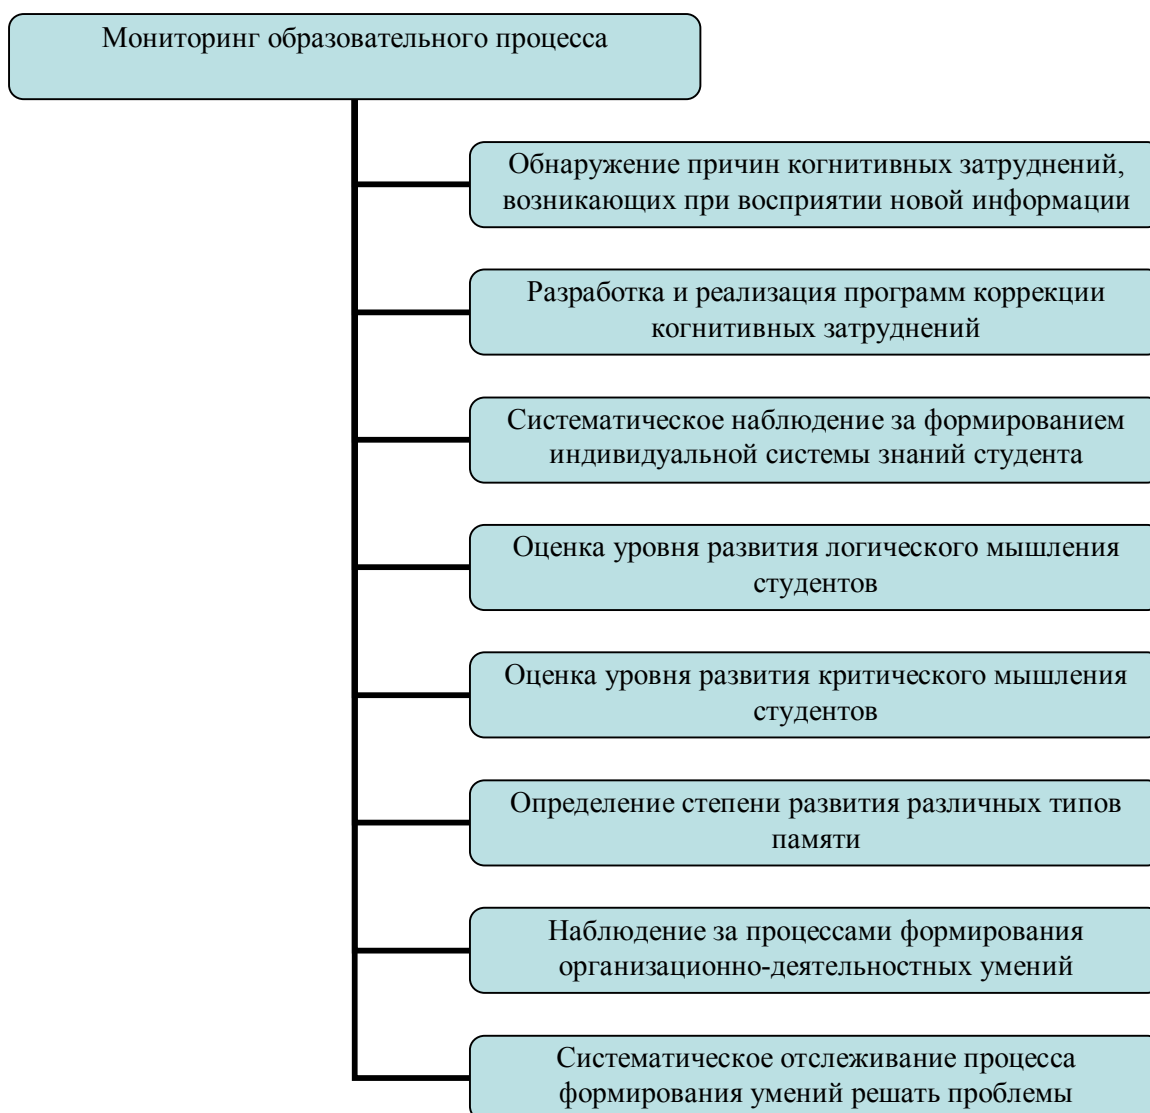 Мониторинг образовательного процесса
Обнаружение причин когнитивных затруднений,
возникающих при восприятии новой информации
Разработка и реализация программ коррекции
когнитивных затруднений
Систематическое наблюдение за формированием
индивидуальной системы знаний студента
Оценка уровня развития логического мышления
студентов
Оценка уровня развития критического мышления
студентов
Определение степени развития различных типов
памяти
Наблюдение за процессами формирования
организационно-деятельностных умений
Систематическое отслеживание процесса
формирования умений решать проблемы